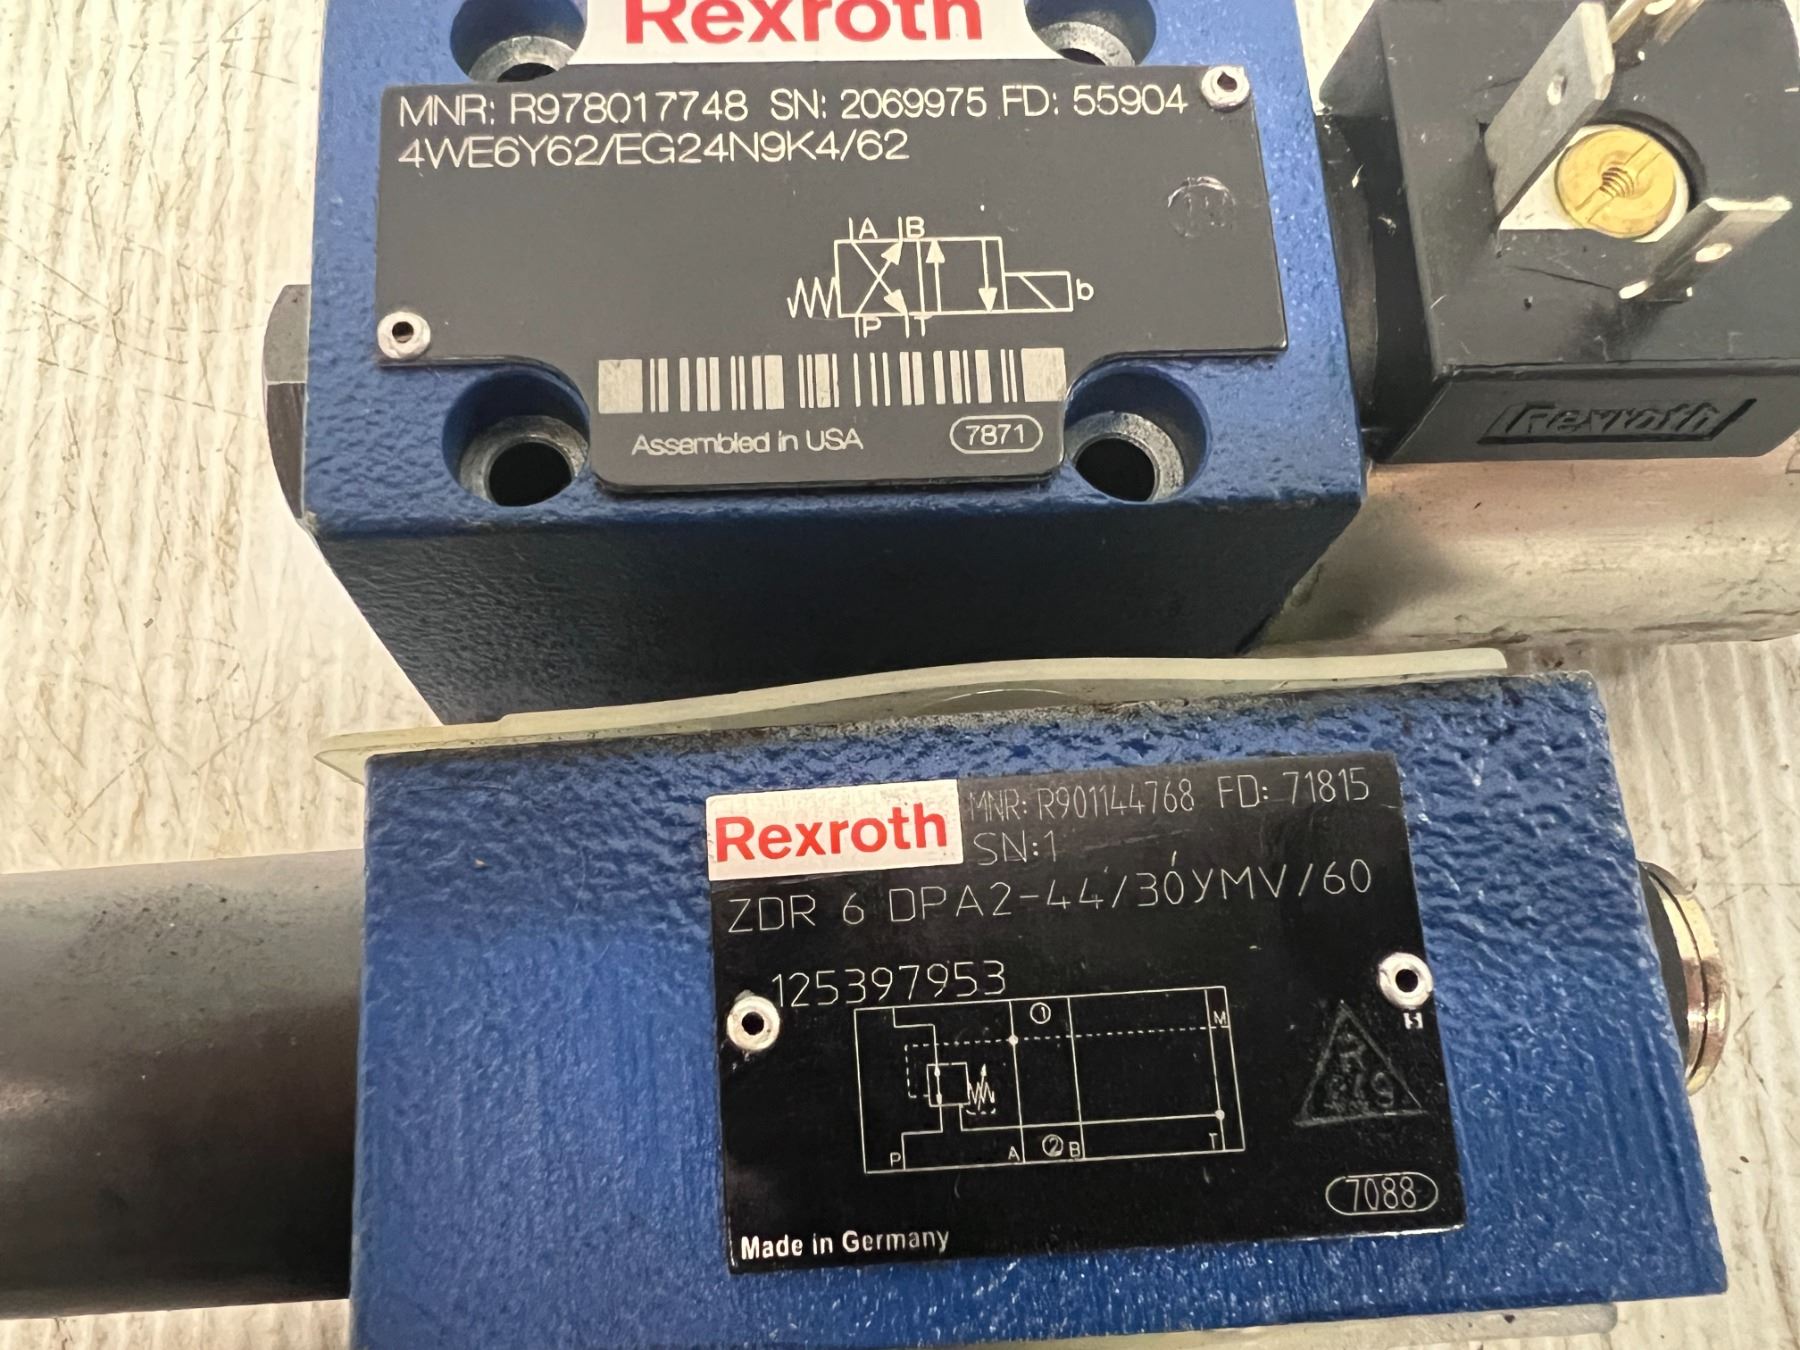 Rexroth
MNR: R978017748 SN: 2069975 FD: 55904
4WE6Y62/EG24N9K4/62
A B
b
P T
Assembled in USA 7871
Rexroth
Rexroth
MNR: R901144768 FD: 71815
SN:1
ZDR 6 DPA2-44/30YMV/60
125397953
1 M
P A 2 B T
7088
Made in Germany